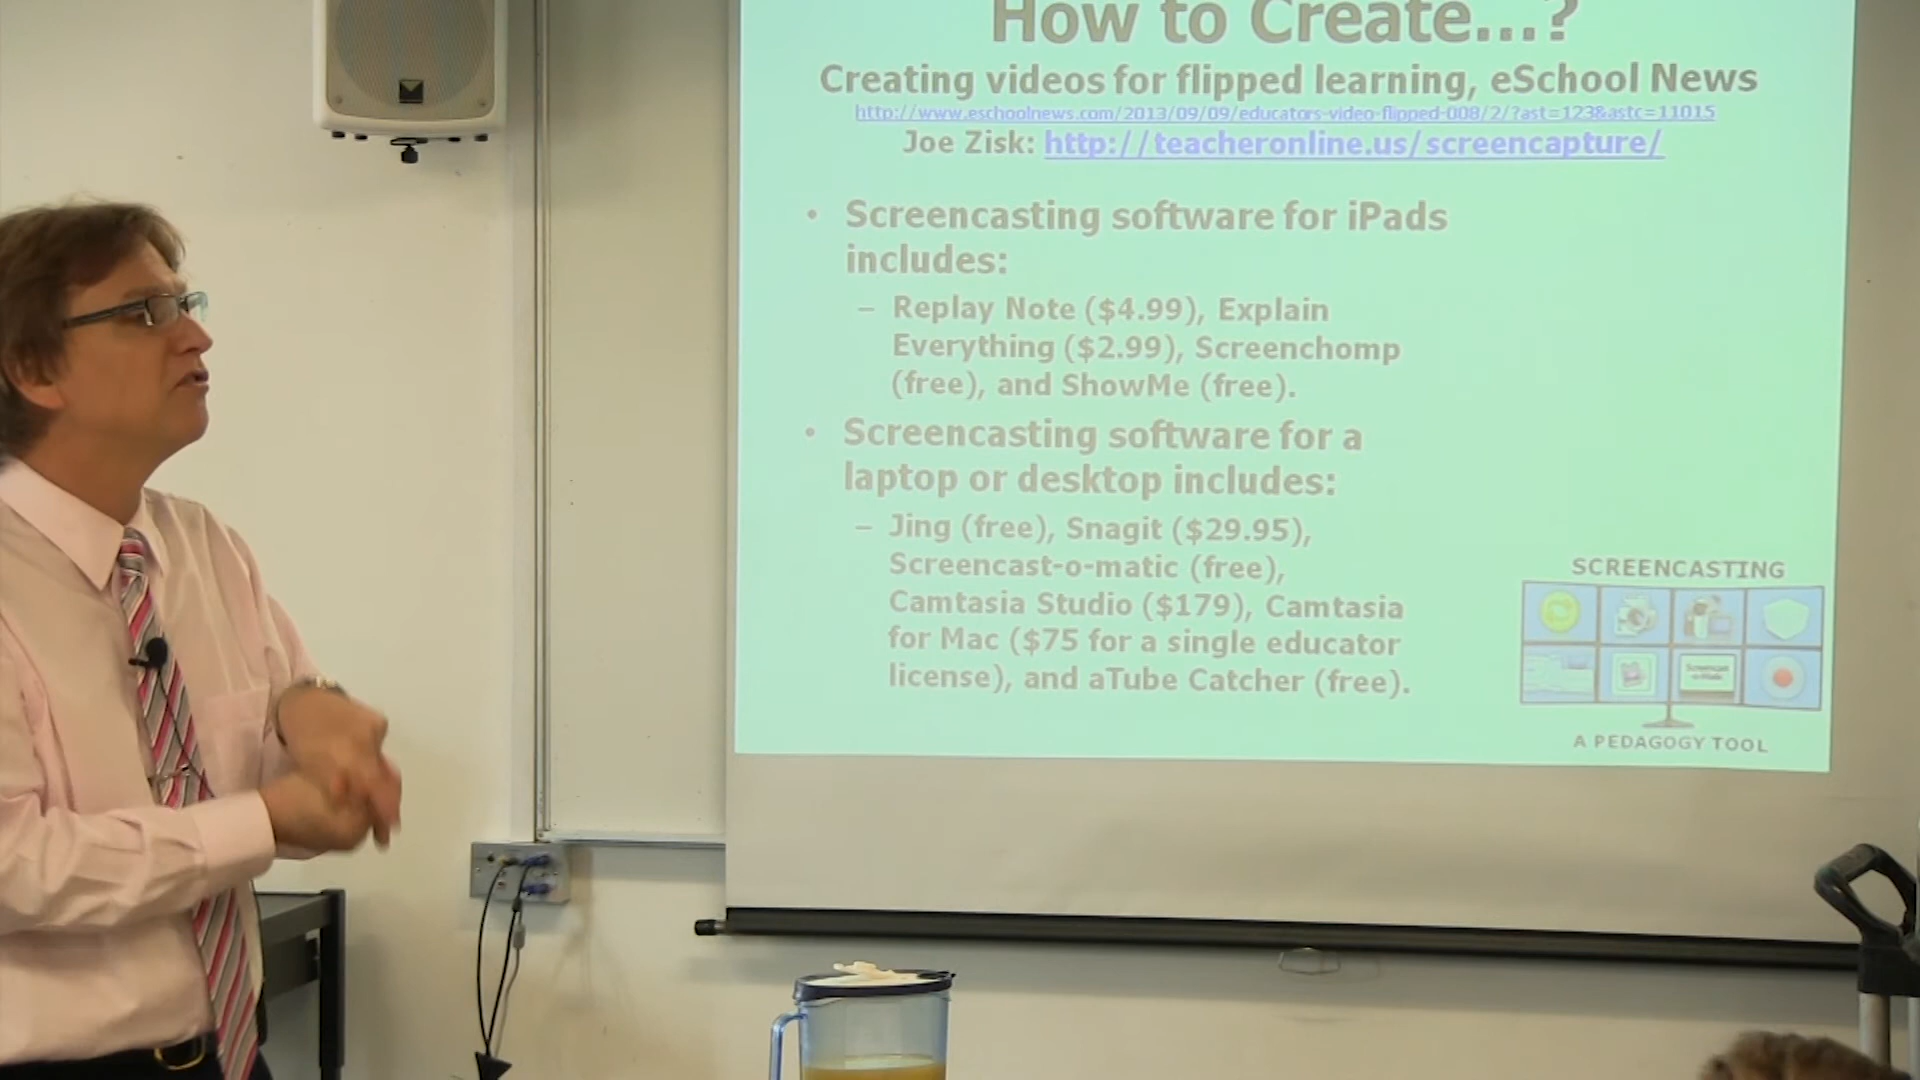 How to Create...?
Creating videos for flipped learning, eSchool News
http://www.eschoolnews.com/2013/09/09/educators-video-flipped-008/2/?ast=123&astc=11015
Joe Zisk: http://teacheronline.us/screencapture/
• Screencasting software for iPads
includes:
– Replay Note ($4.99), Explain
Everything ($2.99), Screenchomp
(free), and ShowMe (free).
• Screencasting software for a
laptop or desktop includes:
– Jing (free), Snagit ($29.95),
Screencast-o-matic (free),
Camtasia Studio ($179), Camtasia
for Mac ($75 for a single educator
license), and aTube Catcher (free).
SCREENCASTING
A PEDAGOGY TOOL